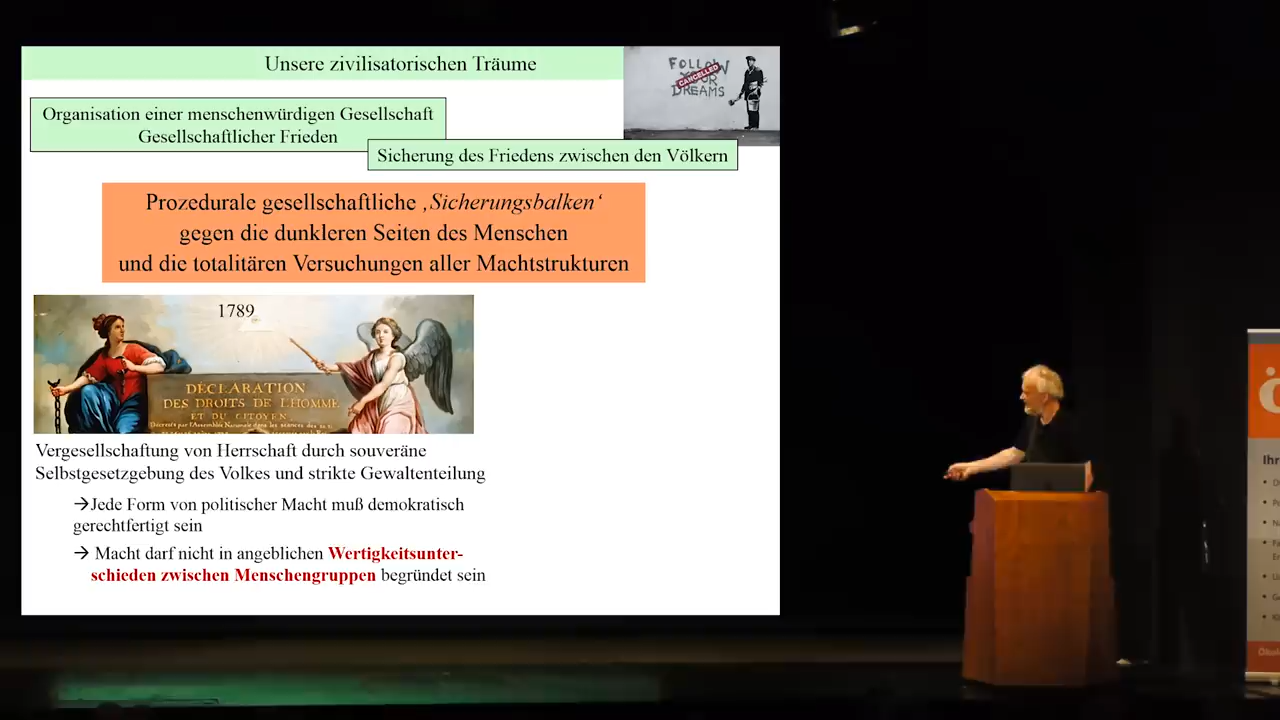 Unsere zivilisatorischen Träume
FOLLOW
YOUR
DREAMS
CANCELLED
Organisation einer menschenwürdigen Gesellschaft
Gesellschaftlicher Frieden
Sicherung des Friedens zwischen den Völkern
Prozedurale gesellschaftliche ‚Sicherungsbalken‘
gegen die dunkleren Seiten des Menschen
und die totalitären Versuchungen aller Machtstrukturen
1789
DÉCLARATION
DES DROITS DE L'HOMME
ET DU CITOYEN.
Vergesellschaftung von Herrschaft durch souveräne
Selbstgesetzgebung des Volkes und strikte Gewaltenteilung
→Jede Form von politischer Macht muß demokratisch
gerechtfertigt sein
→ Macht darf nicht in angeblichen Wertigkeitsunter-
schieden zwischen Menschengruppen begründet sein
Ihr